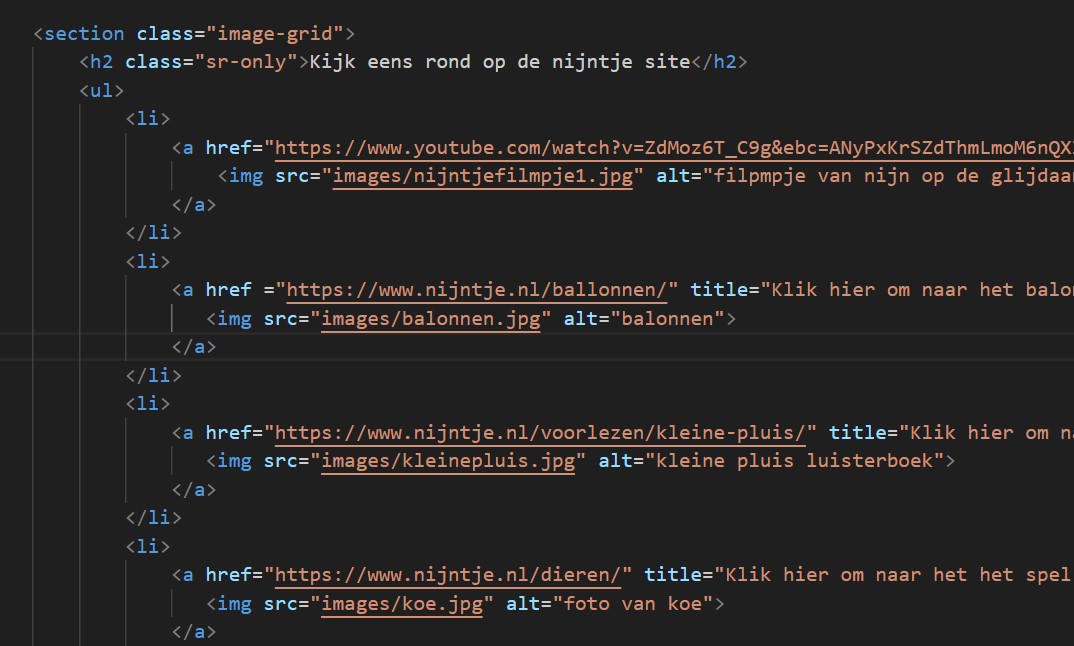 <section class="image-grid">
<h2 class="sr-only">Kijk eens rond op de nijntje site</h2>
<ul>
<li>
<a href="https://www.youtube.com/watch?v=ZdMoz6T_C9g&ebc=ANyPxKrSZdThmLmoM6nQX
<img src="images/nijntjefilmpje1.jpg" alt="filpmpje van nijn op de glijdaa
</a>
</li>
<li>
<a href ="https://www.nijntje.nl/ballonnen/" title="Klik hier om naar het balo
<img src="images/balonnen.jpg" alt="balonnen">
</a>
</li>
<li>
<a href="https://www.nijntje.nl/voorlezen/kleine-pluis/" title="Klik hier om n
<img src="images/kleinepluis.jpg" alt="kleine pluis luisterboek">
</a>
</li>
<li>
<a href="https://www.nijntje.nl/dieren/" title="Klik hier om naar het het spel
<img src="images/koe.jpg" alt="foto van koe">
</a>